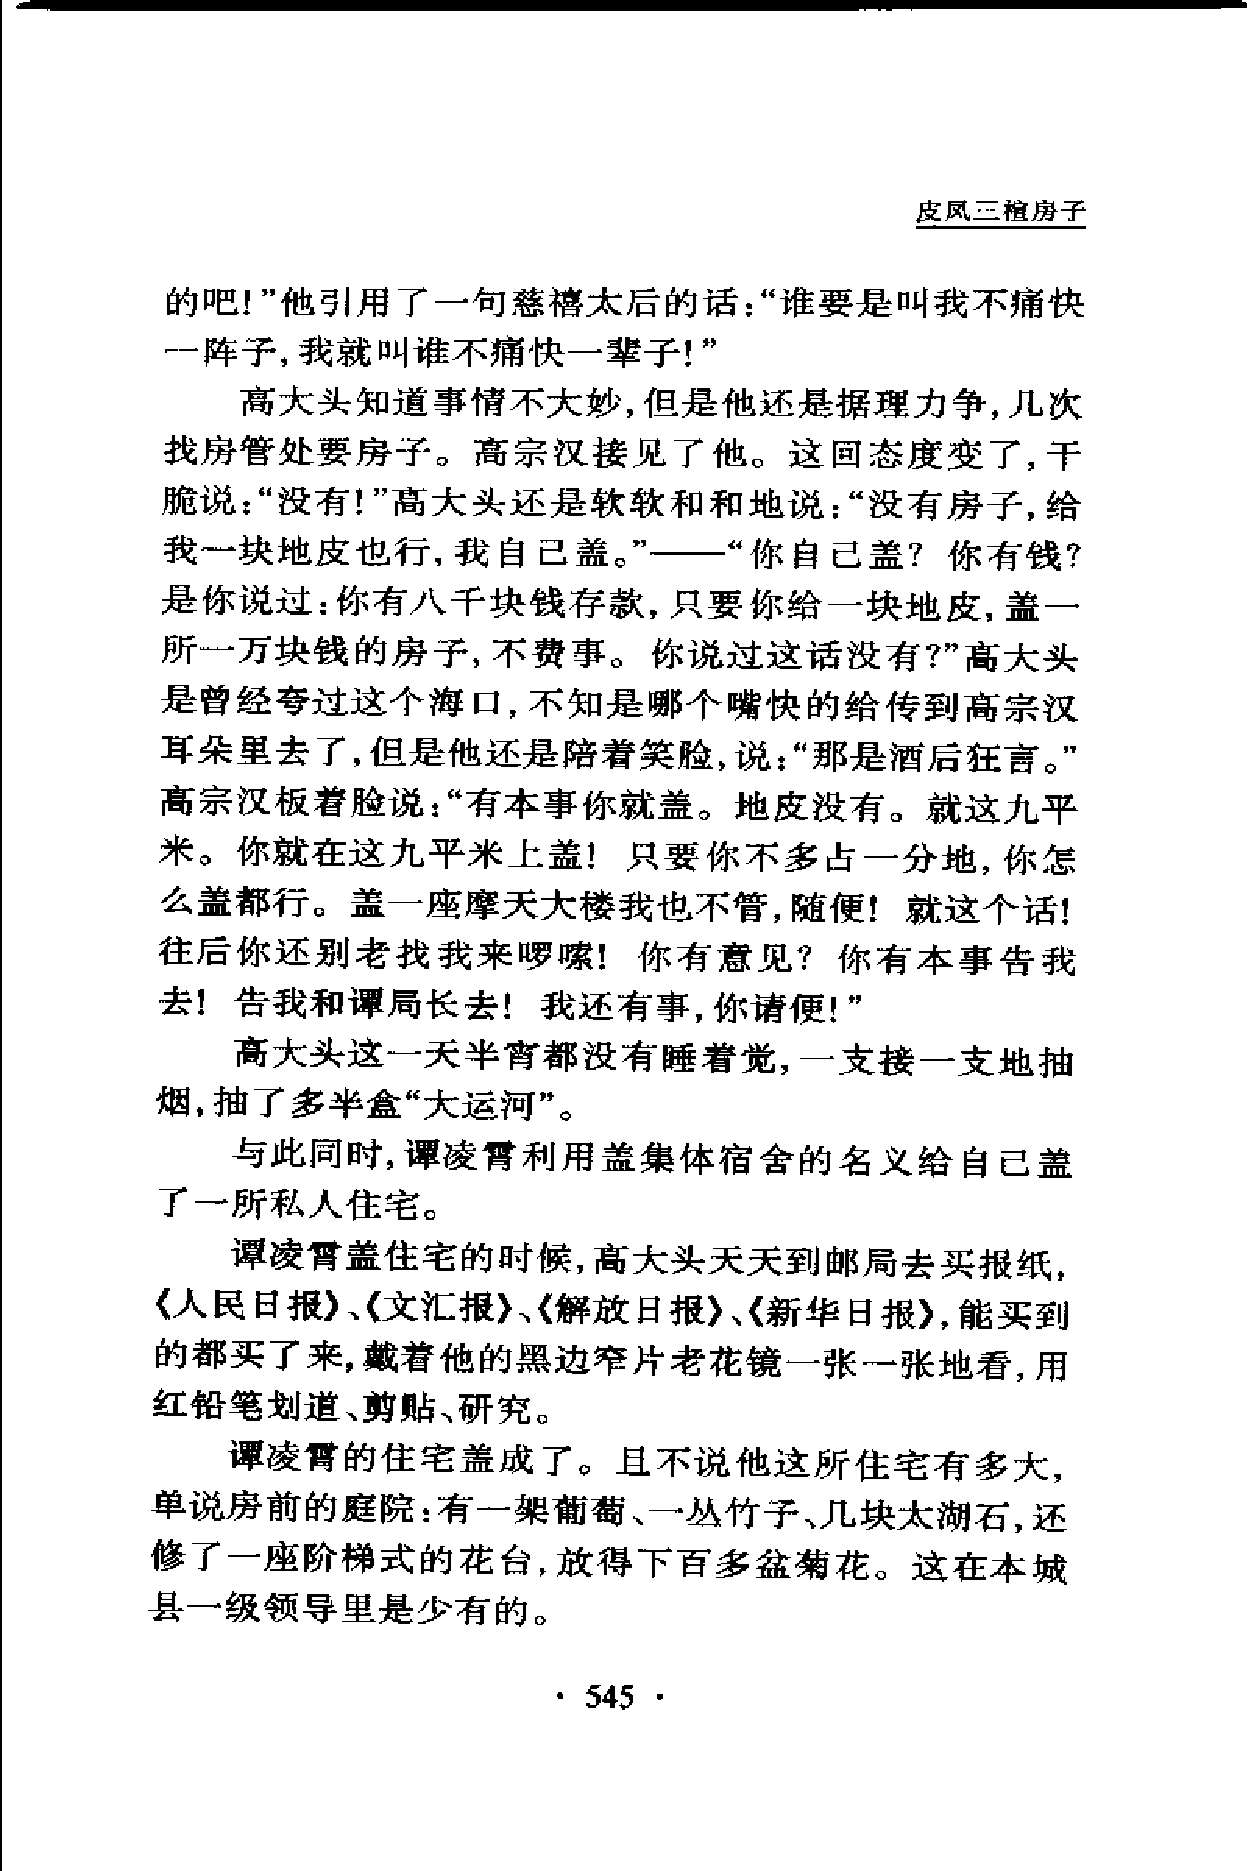 皮凤三楦房子
的吧!”他引用了一句慈禧太后的话:“谁要是叫我不痛快
一阵子,我就叫谁不痛快一辈子!”
高大头知道事情不大妙,但是他还是据理力争,几次
找房管处要房子。高宗汉接见了他。这回态度变了,干
脆说:“没有!”高大头还是软软和和地说:“没有房子,给
我一块地皮也行,我自己盖。”——“你自己盖? 你有钱?
是你说过:你有八千块钱存款,只要你给一块地皮,盖一
所一万块钱的房子,不费事。你说过这话没有?”高大头
是曾经夸过这个海口,不知是哪个嘴快的给传到高宗汉
耳朵里去了,但是他还是陪着笑脸,说:“那是酒后狂言。”
高宗汉板着脸说:“有本事你就盖。地皮没有。就这九平
米。你就在这九平米上盖! 只要你不多占一分地,你怎
么盖都行。盖一座摩天大楼我也不管,随便! 就这个话!
往后你还别老找我来啰嗦! 你有意见? 你有本事告我
去! 告我和谭局长去! 我还有事,你请便!”
高大头这一天半宵都没有睡着觉,一支接一支地抽
烟,抽了多半盒“大运河”。
与此同时,谭凌霄利用盖集体宿舍的名义给自己盖
了一所私人住宅。
谭凌霄盖住宅的时候,高大头天天到邮局去买报纸,
《人民日报》、《文汇报》、《解放日报》、《新华日报》,能买到
的都买了来,戴着他的黑边窄片老花镜一张一张地看,用
红铅笔划道、剪贴、研究。
谭凌霄的住宅盖成了。且不说他这所住宅有多大,
单说房前的庭院:有一架葡萄、一丛竹子、几块太湖石,还
修了一座阶梯式的花台,放得下百多盆菊花。这在本城
县一级领导里是少有的。
· 545 ·